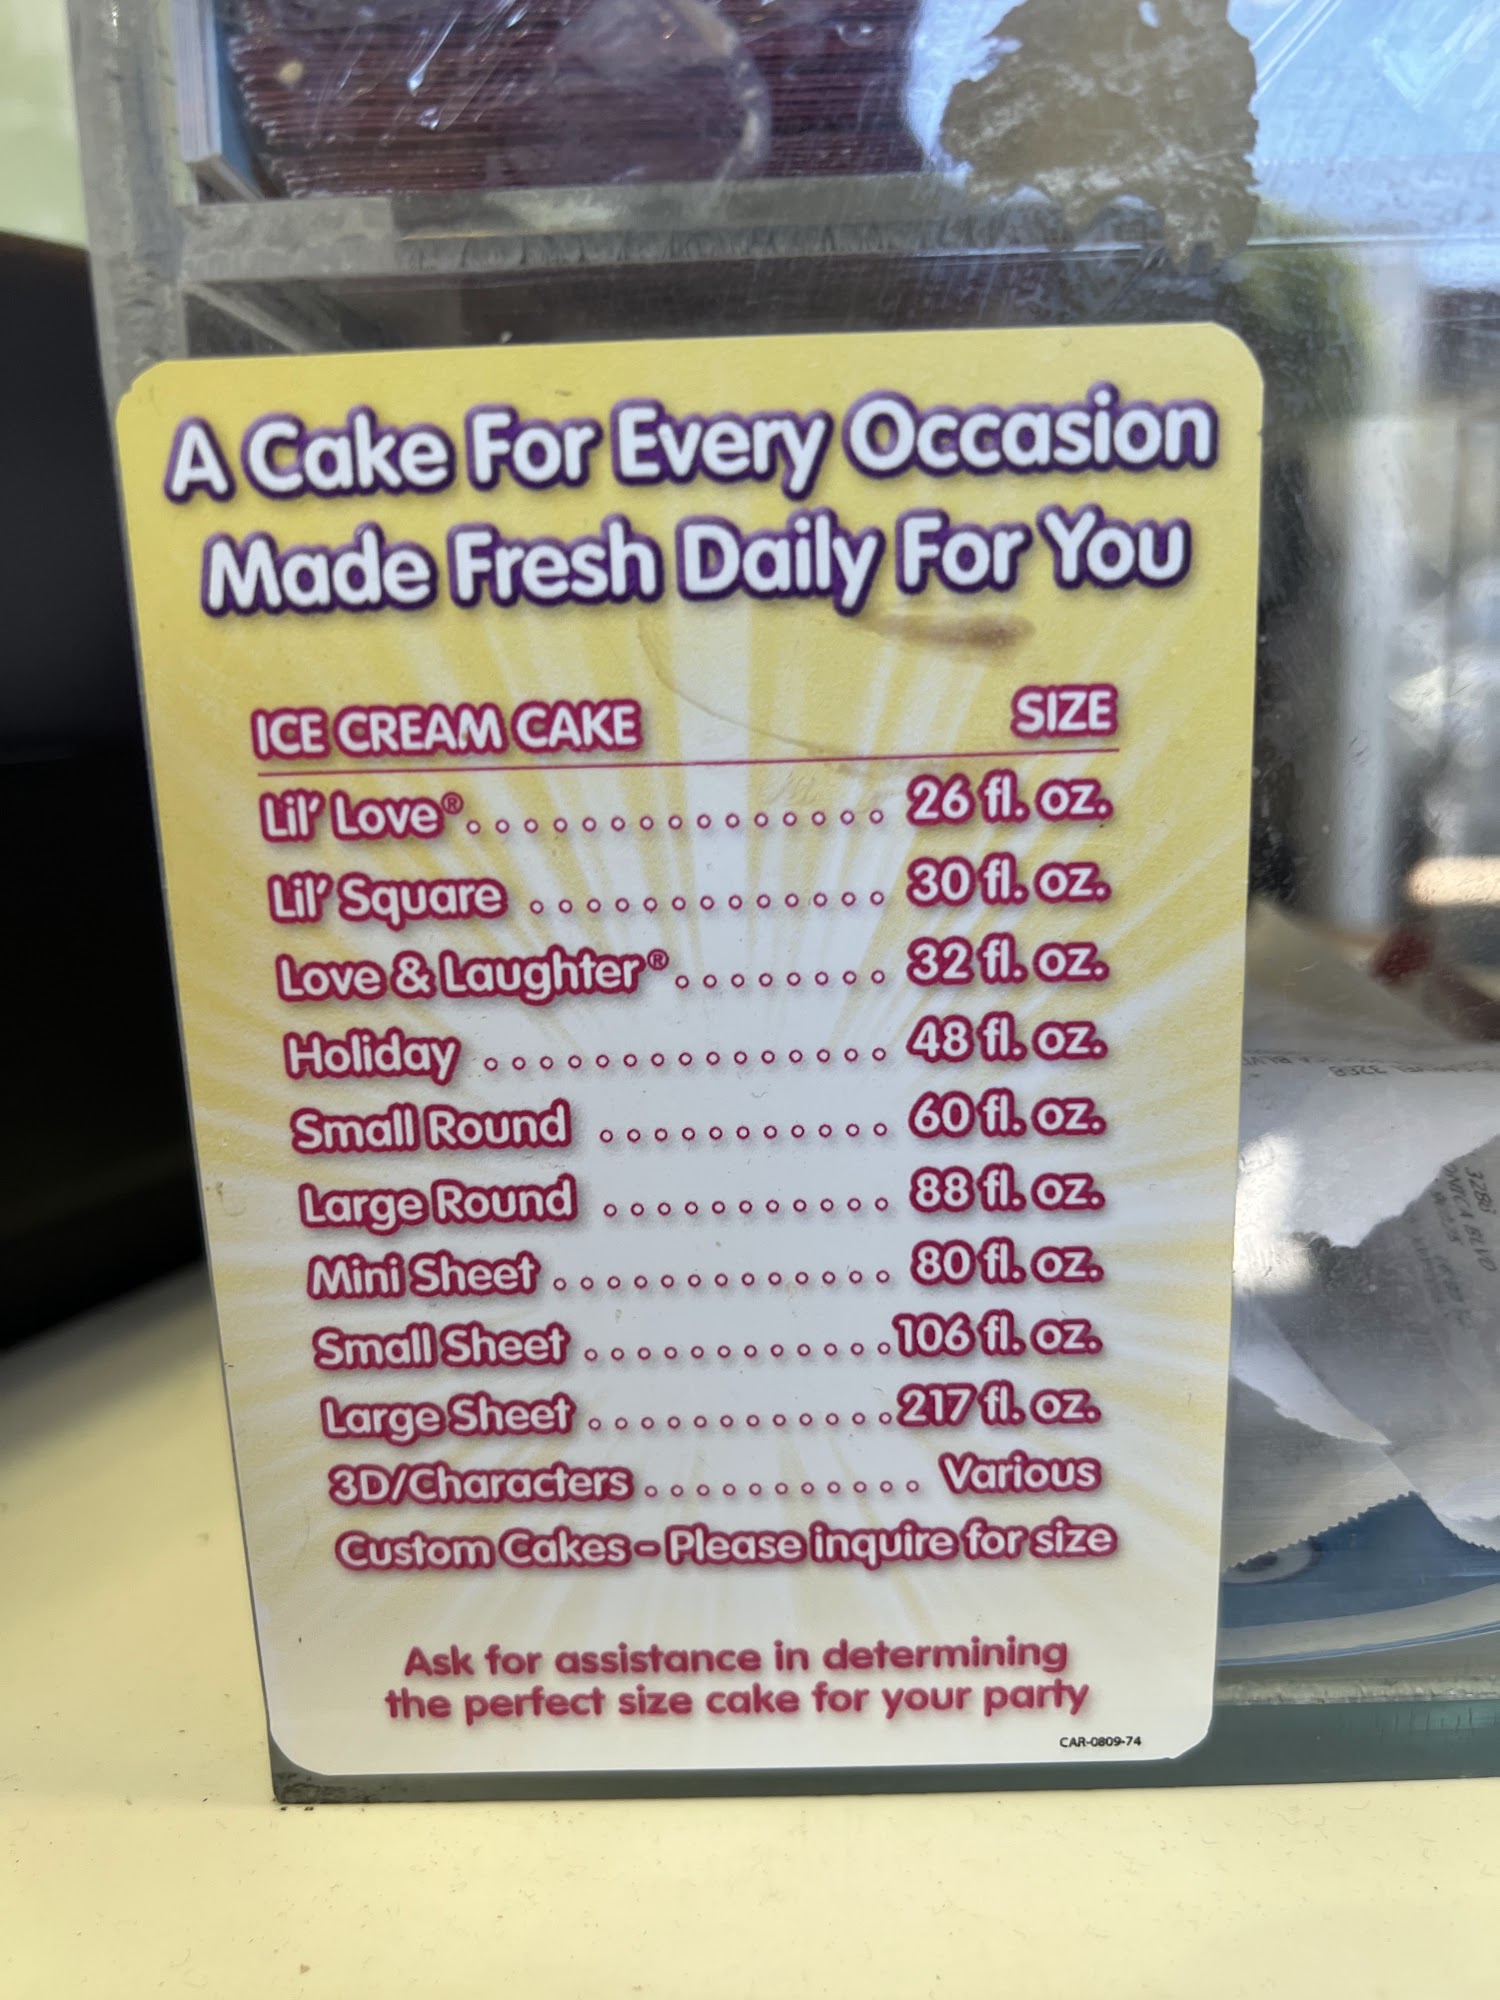 A Cake For Every Occasion
Made Fresh Daily For You
ICE CREAM CAKE SIZE
Lil' Love® 26 fl. oz.
Lil' Square 30 fl. oz.
Love & Laughter® 32 fl. oz.
Holiday 48 fl. oz.
Small Round 60 fl. oz.
Large Round 88 fl. oz.
Mini Sheet 80 fl. oz.
Small Sheet 106 fl. oz.
Large Sheet 217 fl. oz.
3D/Characters Various
Custom Cakes - Please inquire for size
Ask for assistance in determining
the perfect size cake for your party
CAR-0809-74